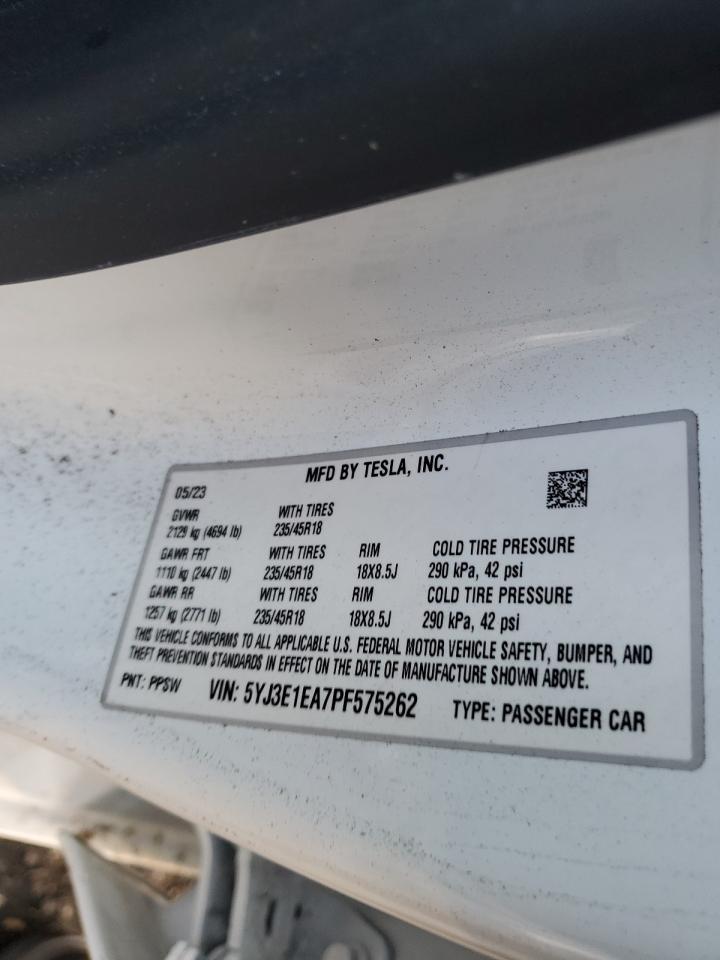 MFD BY TESLA, INC.
05/23
GVWR WITH TIRES
2129 kg (4694 lb) 235/45R18
GAWR FRT WITH TIRES RIM COLD TIRE PRESSURE
1110 kg (2447 lb) 235/45R18 18X8.5J 290 kPa, 42 psi
GAWR RR WITH TIRES RIM COLD TIRE PRESSURE
1257 kg (2771 lb) 235/45R18 18X8.5J 290 kPa, 42 psi
THIS VEHICLE CONFORMS TO ALL APPLICABLE U.S. FEDERAL MOTOR VEHICLE SAFETY, BUMPER, AND
THEFT PREVENTION STANDARDS IN EFFECT ON THE DATE OF MANUFACTURE SHOWN ABOVE.
PNT: PPSW VIN: 5YJ3E1EA7PF575262 TYPE: PASSENGER CAR